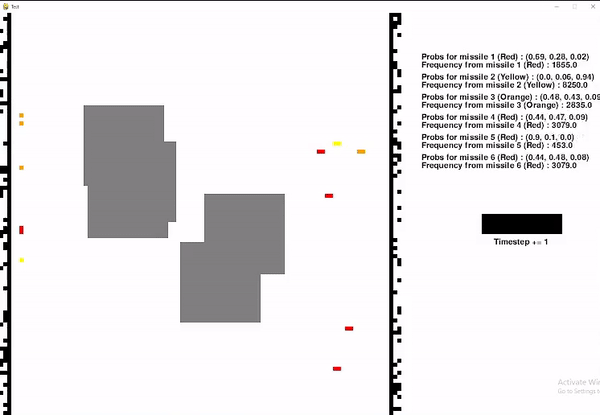 Test
Probs for missile 1 (Red) : (0.69, 0.28, 0.02)
Frequency from missile 1 (Red) : 1855.0
Probs for missile 2 (Yellow) : (0.0, 0.06, 0.94)
Frequency from missile 2 (Yellow) : 8250.0
Probs for missile 3 (Orange) : (0.48, 0.43, 0.09
Frequency from missile 3 (Orange) : 2835.0
Probs for missile 4 (Red) : (0.44, 0.47, 0.09)
Frequency from missile 4 (Red) : 3079.0
Probs for missile 5 (Red) : (0.9, 0.1, 0.0)
Frequency from missile 5 (Red) : 453.0
Probs for missile 6 (Red) : (0.44, 0.48, 0.08)
Frequency from missile 6 (Red) : 3079.0
Timestep += 1
Activate Wi
Go to Settings t